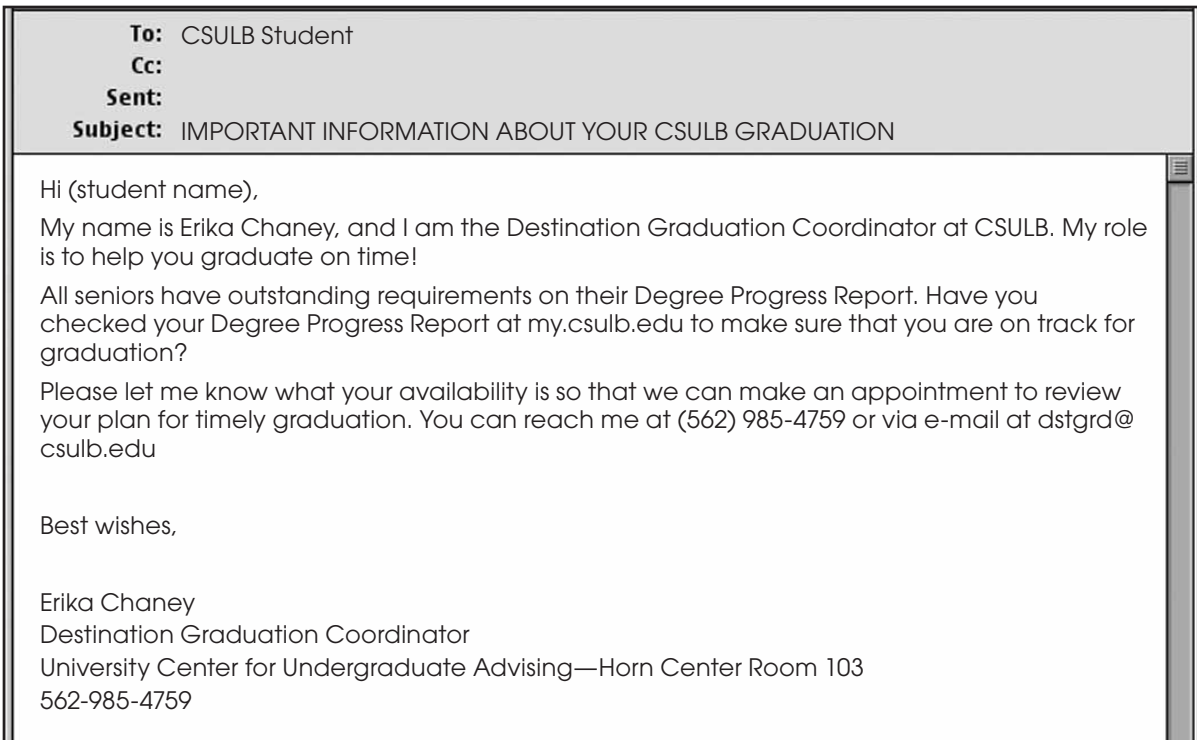 To: CSULB Student
Cc:
Sent:
Subject: IMPORTANT INFORMATION ABOUT YOUR CSULB GRADUATION
Hi (student name),
My name is Erika Chaney, and I am the Destination Graduation Coordinator at CSULB. My role
is to help you graduate on time!
All seniors have outstanding requirements on their Degree Progress Report. Have you
checked your Degree Progress Report at my.csulb.edu to make sure that you are on track for
graduation?
Please let me know what your availability is so that we can make an appointment to review
your plan for timely graduation. You can reach me at (562) 985-4759 or via e-mail at dstgrd@
csulb.edu
Best wishes,
Erika Chaney
Destination Graduation Coordinator
University Center for Undergraduate Advising—Horn Center Room 103
562-985-4759